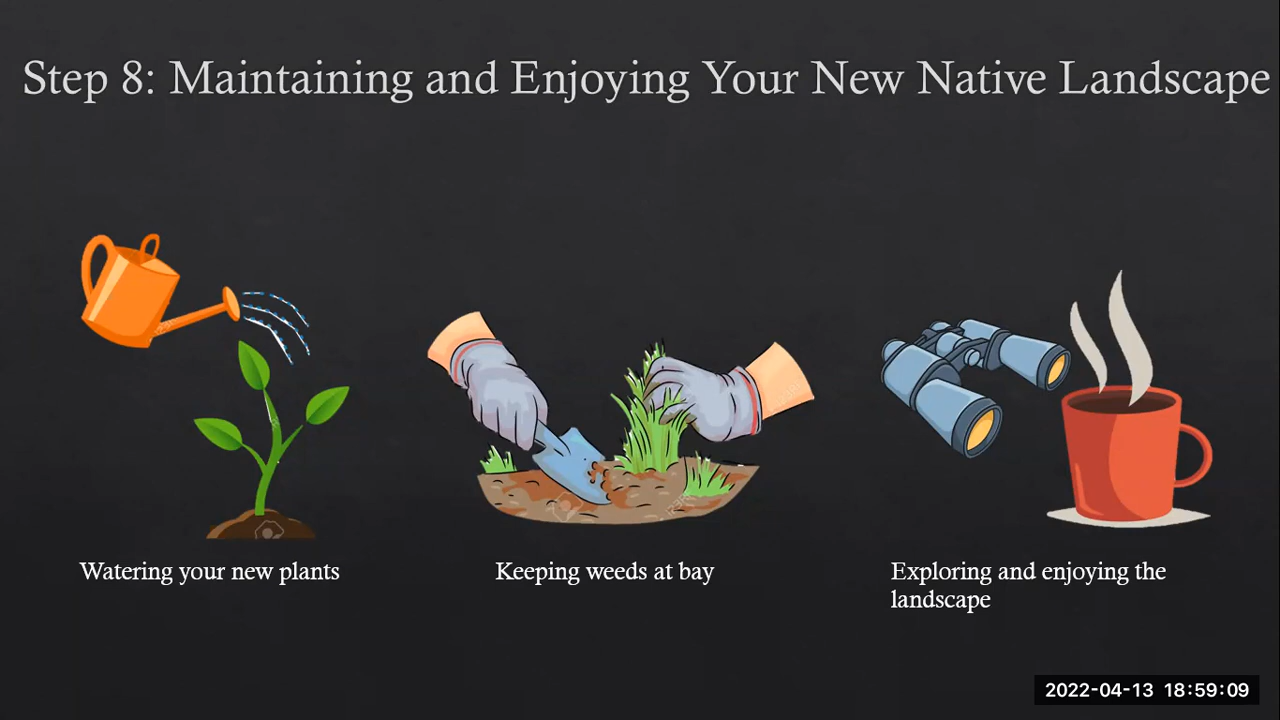 Step 8: Maintaining and Enjoying Your New Native Landscape
Watering your new plants
Keeping weeds at bay
Exploring and enjoying the
landscape
2022-04-13 18:59:09